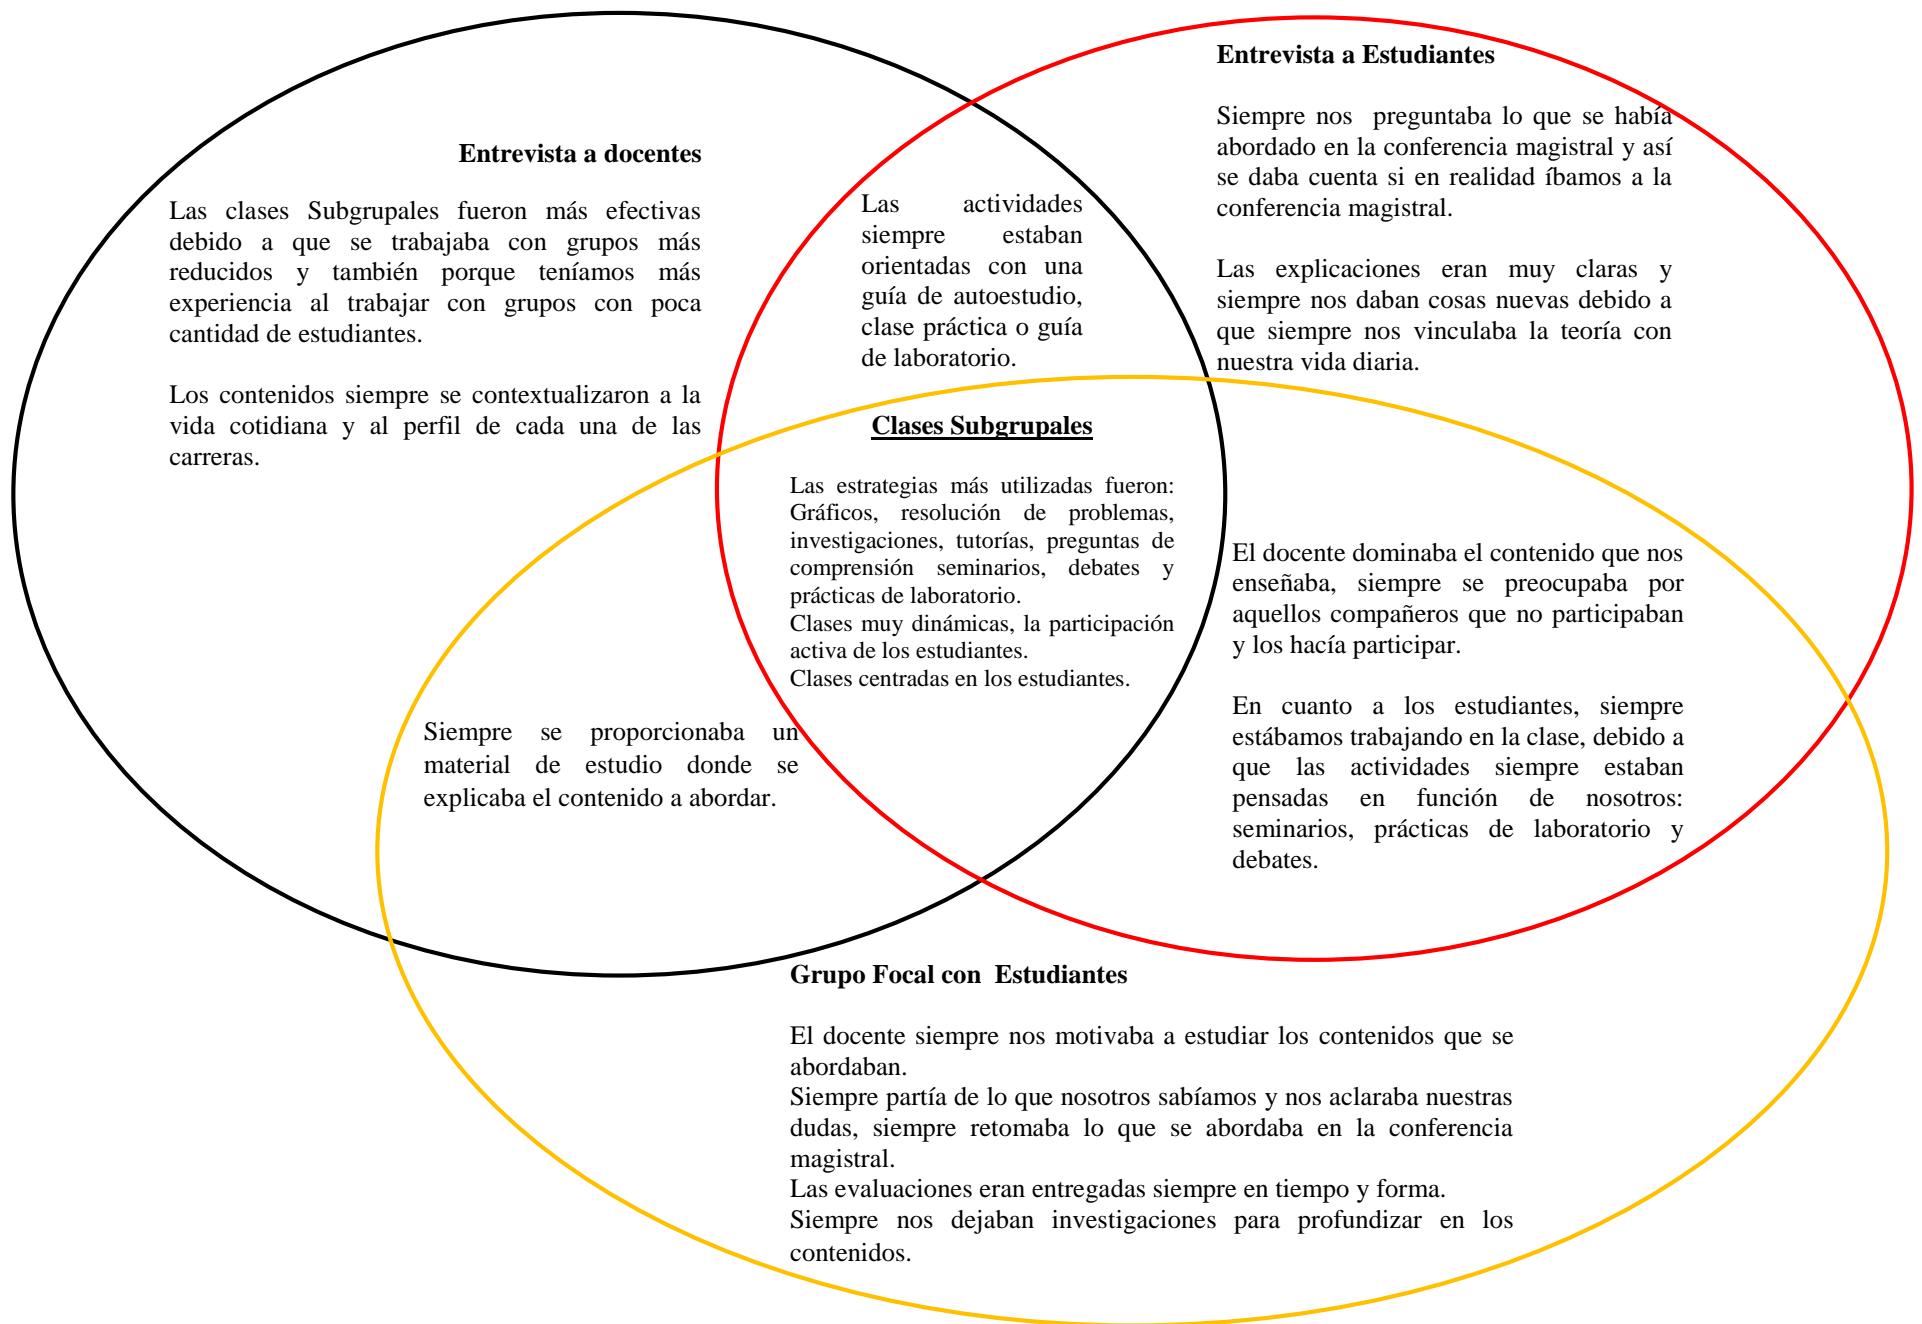 Entrevista a docentes
Las clases Subgrupales fueron más efectivas
debido a que se trabajaba con grupos más
reducidos y también porque teníamos más
experiencia al trabajar con grupos con poca
cantidad de estudiantes.
Los contenidos siempre se contextualizaron a la
vida cotidiana y al perfil de cada una de las
carreras.
Las actividades
siempre estaban
orientadas con una
guía de autoestudio,
clase práctica o guía
de laboratorio.
Entrevista a Estudiantes
Siempre nos preguntaba lo que se había
abordado en la conferencia magistral y así
se daba cuenta si en realidad íbamos a la
conferencia magistral.
Las explicaciones eran muy claras y
siempre nos daban cosas nuevas debido a
que siempre nos vinculaba la teoría con
nuestra vida diaria.
Clases Subgrupales
Las estrategias más utilizadas fueron:
Gráficos, resolución de problemas,
investigaciones, tutorías, preguntas de
comprensión seminarios, debates y
prácticas de laboratorio.
Clases muy dinámicas, la participación
activa de los estudiantes.
Clases centradas en los estudiantes.
El docente dominaba el contenido que nos
enseñaba, siempre se preocupaba por
aquellos compañeros que no participaban
y los hacía participar.
En cuanto a los estudiantes, siempre
estábamos trabajando en la clase, debido a
que las actividades siempre estaban
pensadas en función de nosotros:
seminarios, prácticas de laboratorio y
debates.
Siempre se proporcionaba un
material de estudio donde se
explicaba el contenido a abordar.
Grupo Focal con Estudiantes
El docente siempre nos motivaba a estudiar los contenidos que se
abordaban.
Siempre partía de lo que nosotros sabíamos y nos aclaraba nuestras
dudas, siempre retomaba lo que se abordaba en la conferencia
magistral.
Las evaluaciones eran entregadas siempre en tiempo y forma.
Siempre nos dejaban investigaciones para profundizar en los
contenidos.